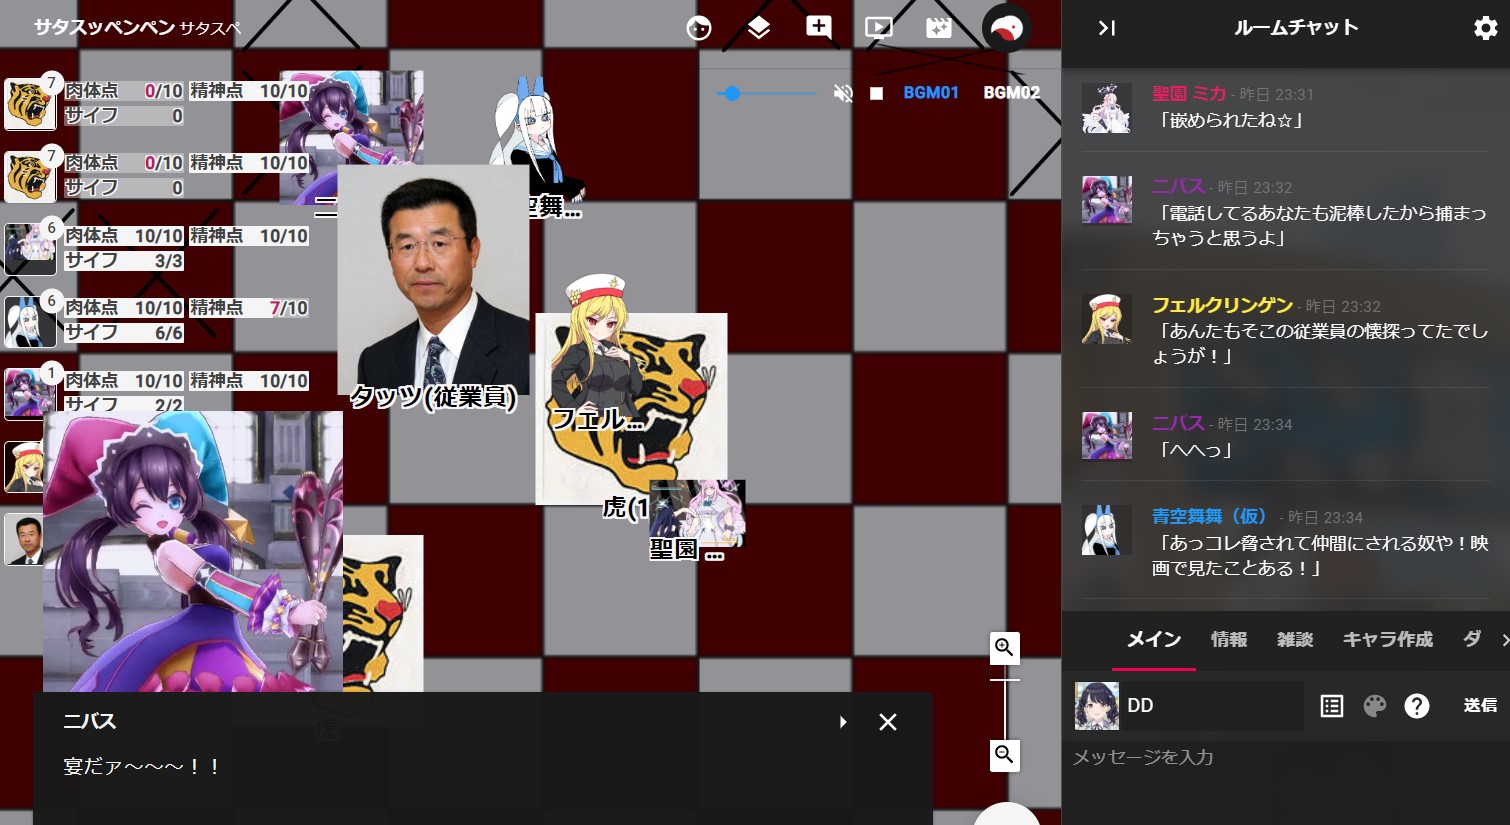 サタスッペンペン サタスペ
BGM01 BGM02
7
肉体点 0/10 精神点 10/10
サイフ 0
7
肉体点 0/10 精神点 10/10
サイフ 0
6
肉体点 10/10 精神点 10/10
サイフ 3/3
6
肉体点 10/10 精神点 7/10
サイフ 6/6
1
肉体点 10/10 精神点 10/10
サイフ 2/2
空舞…
タッツ(従業員)
フェル…
虎(1
聖園 …
ニバス
宴だァ～～～！！
ルームチャット
聖園 ミカ - 昨日 23:31
「嵌められたね☆」
ニバス - 昨日 23:32
「電話してるあなたも泥棒したから捕まっ
ちゃうと思うよ」
フェルクリンゲン - 昨日 23:32
「あんたもそこの従業員の懐探ってたでし
ょうが！」
ニバス - 昨日 23:34
「へへっ」
青空舞舞（仮） - 昨日 23:34
「あっコレ脅されて仲間にされる奴や！映
画で見たことある！」
メイン 情報 雑談 キャラ作成 ダ
DD
送信
メッセージを入力